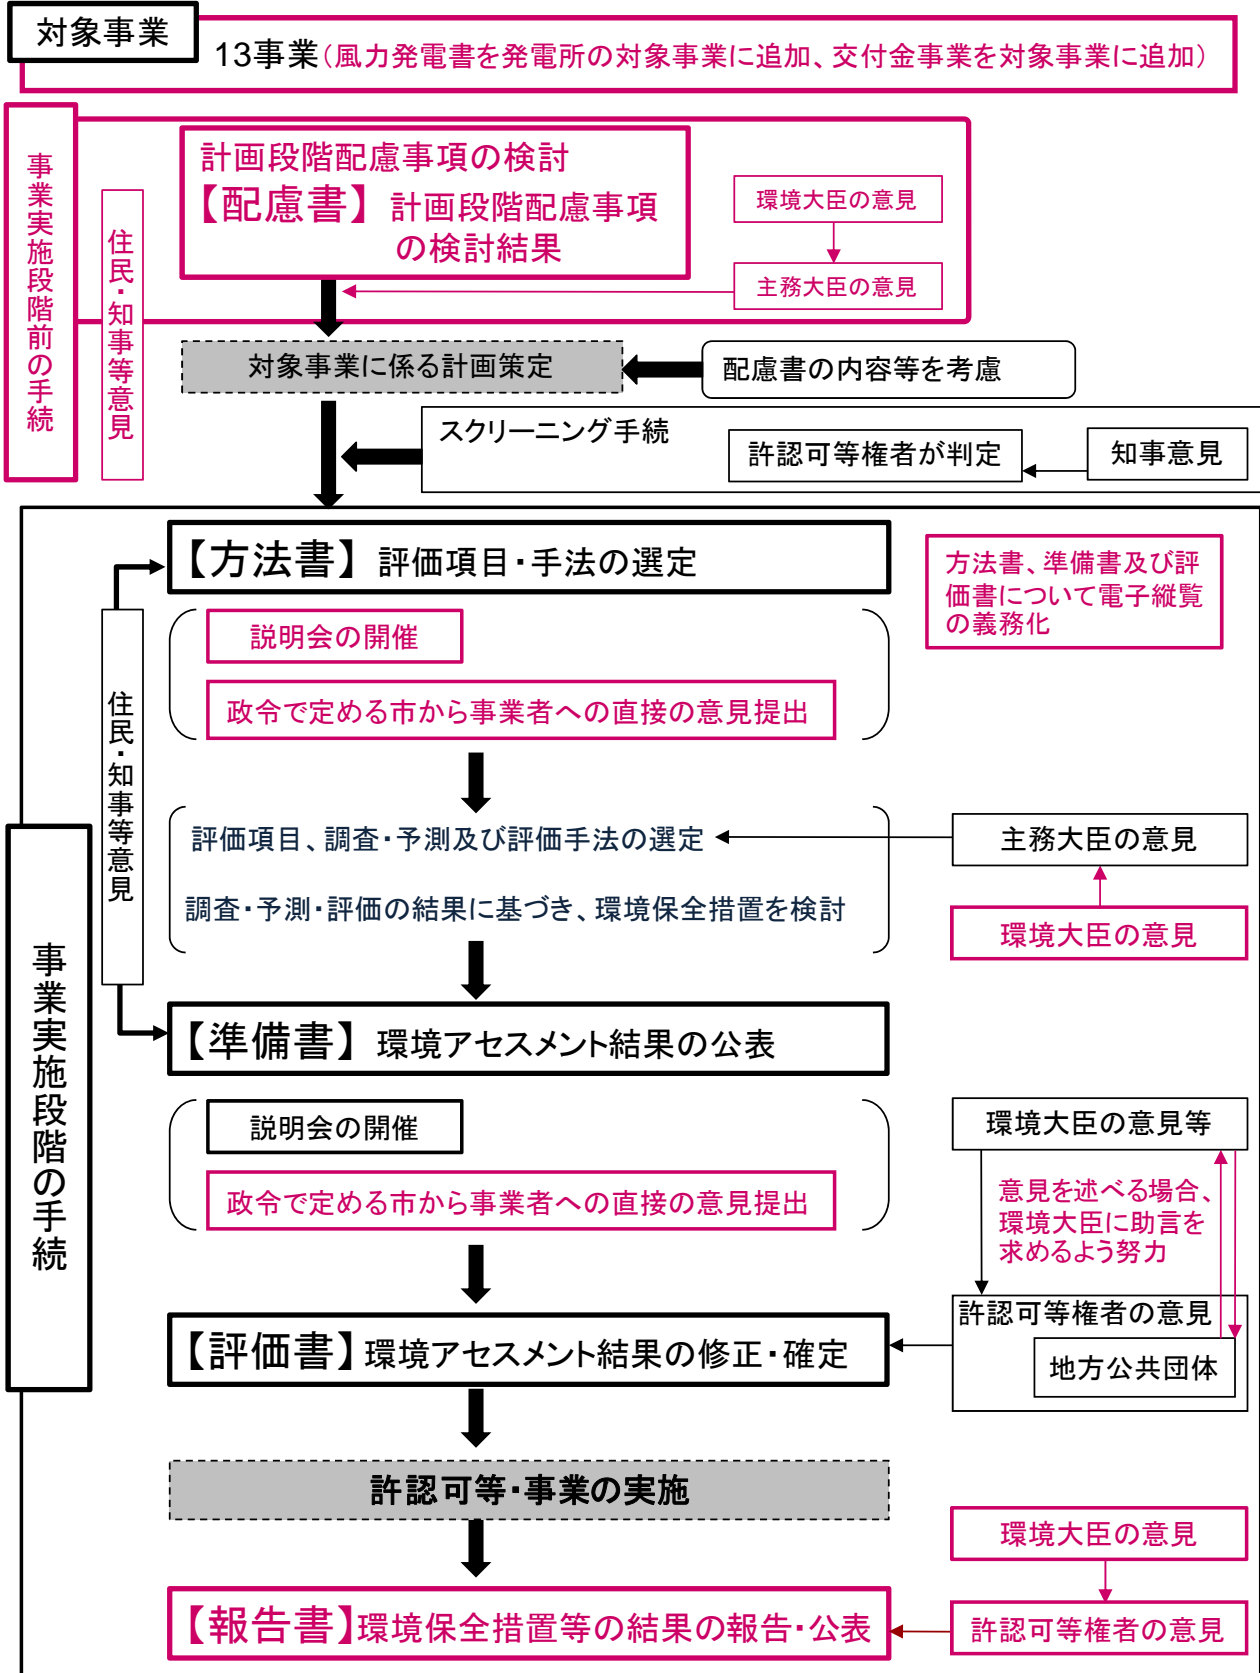 対象事業
13事業（風力発電書を発電所の対象事業に追加、交付金事業を対象事業に追加）
事業実施段階前の手続
住民・知事等意見
計画段階配慮事項の検討
【配慮書】 計画段階配慮事項
の検討結果
環境大臣の意見
主務大臣の意見
対象事業に係る計画策定
配慮書の内容等を考慮
スクリーニング手続
許認可等権者が判定
知事意見
事業実施段階の手続
住民・知事等意見
【方法書】 評価項目・手法の選定
方法書、準備書及び評
価書について電子縦覧
の義務化
説明会の開催
政令で定める市から事業者への直接の意見提出
評価項目、調査・予測及び評価手法の選定
主務大臣の意見
調査・予測・評価の結果に基づき、環境保全措置を検討
環境大臣の意見
【準備書】 環境アセスメント結果の公表
説明会の開催
環境大臣の意見等
政令で定める市から事業者への直接の意見提出
意見を述べる場合、
環境大臣に助言を
求めるよう努力
許認可等権者の意見
地方公共団体
【評価書】環境アセスメント結果の修正・確定
許認可等・事業の実施
環境大臣の意見
【報告書】環境保全措置等の結果の報告・公表
許認可等権者の意見